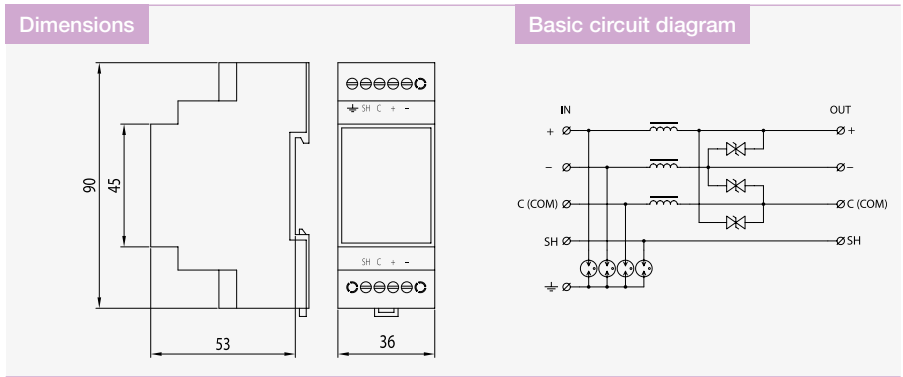 Dimensions
Basic circuit diagram
⏚ SH C + -
SH C + -
90
45
53
36
IN
OUT
+
+
–
–
C (COM)
C (COM)
SH
SH
⏚